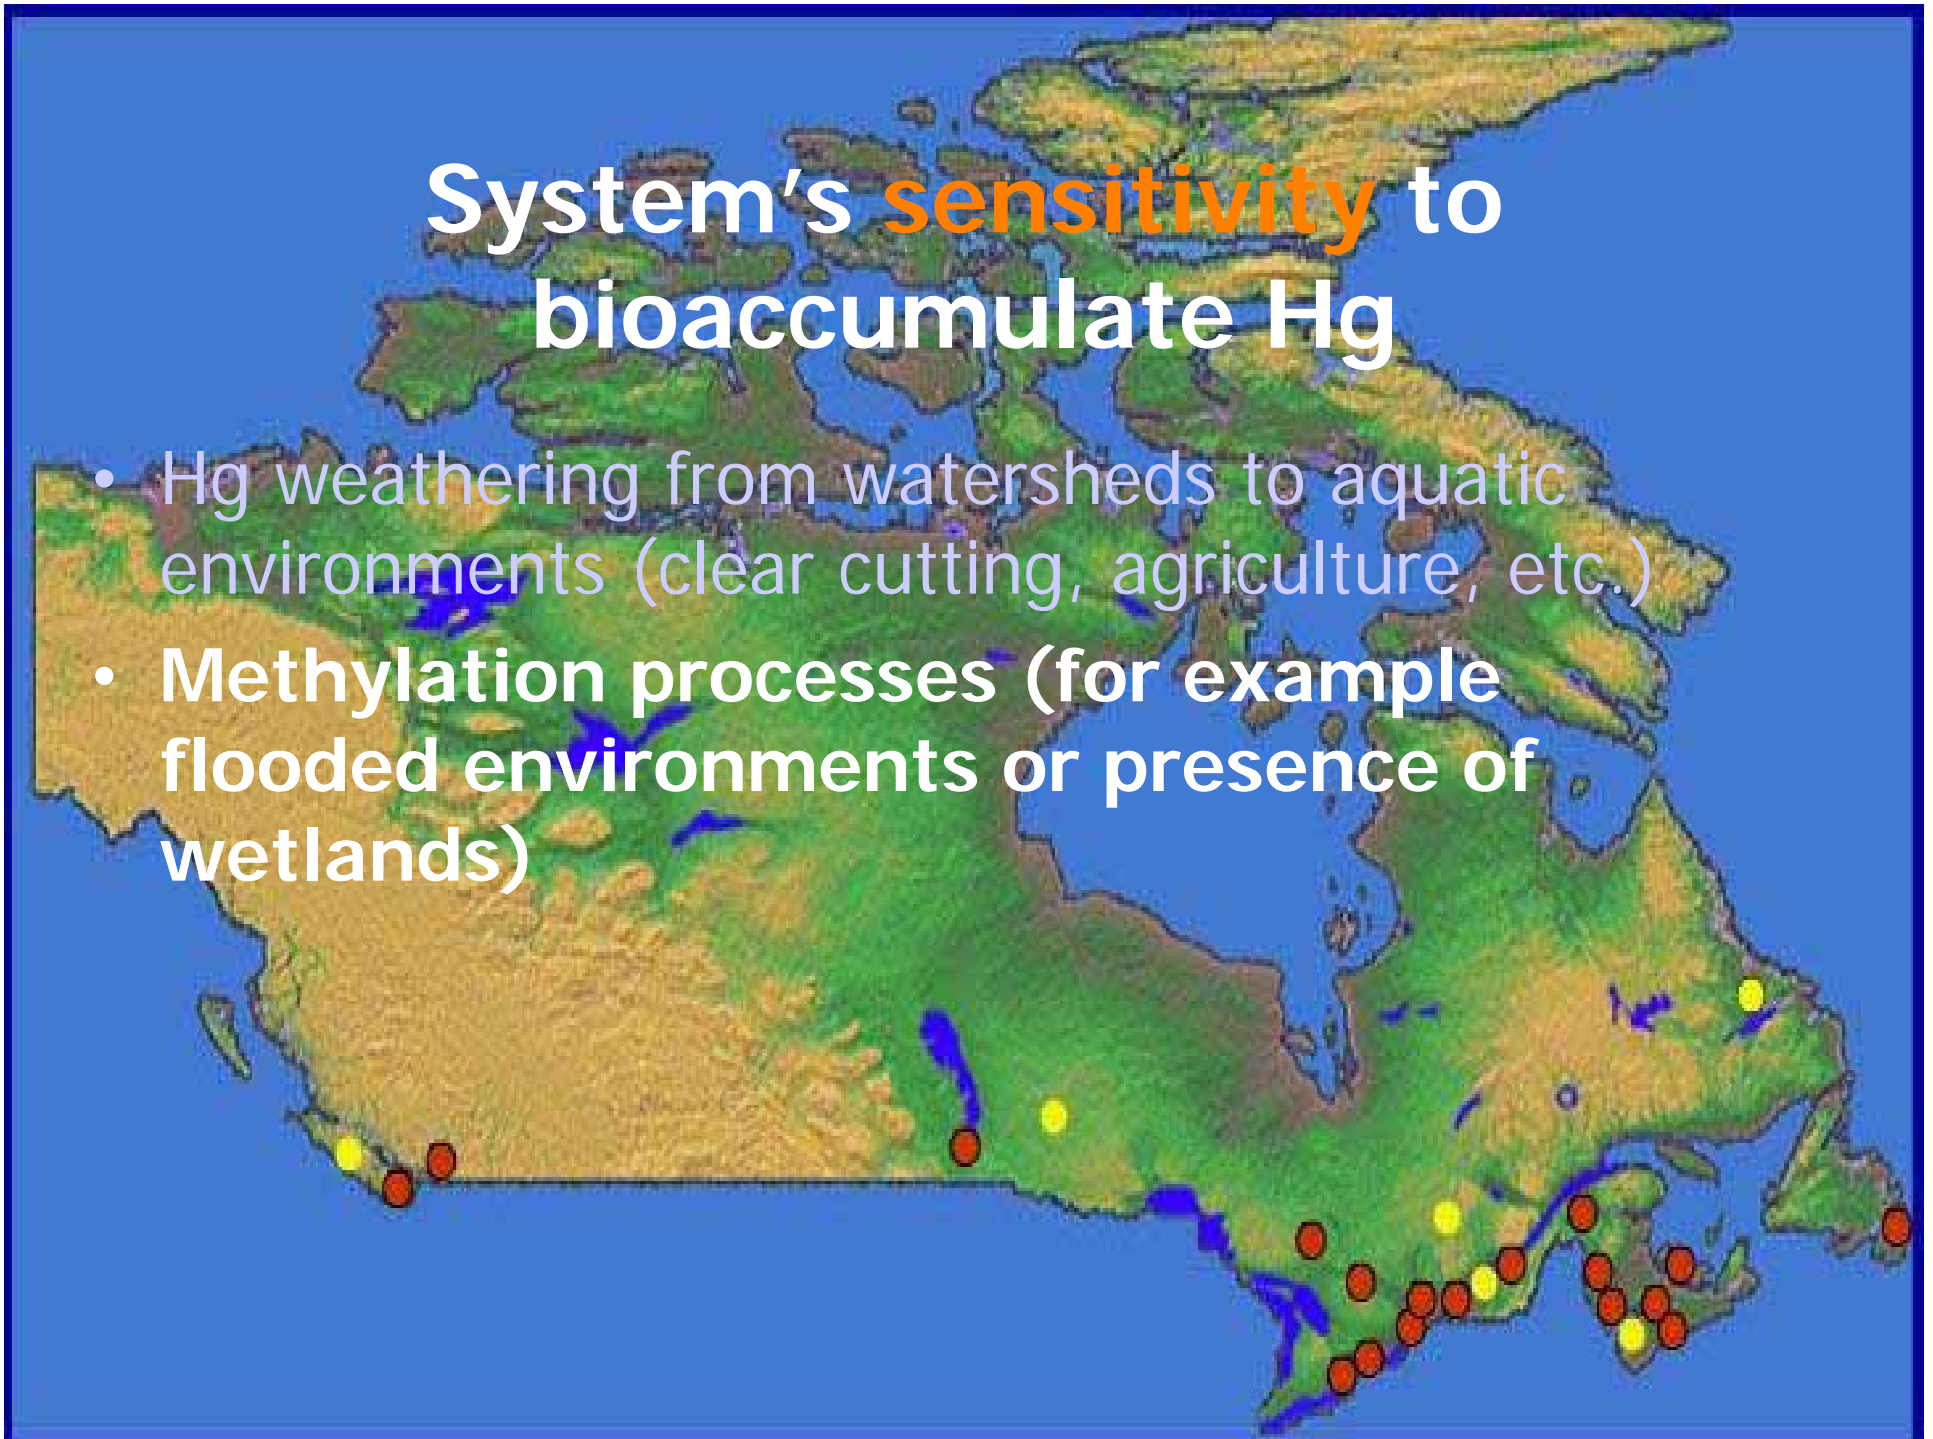 System's sensitivity to
bioaccumulate Hg
• Hg weathering from watersheds to aquatic
environments (clear cutting, agriculture, etc.)
• Methylation processes (for example
flooded environments or presence of
wetlands)